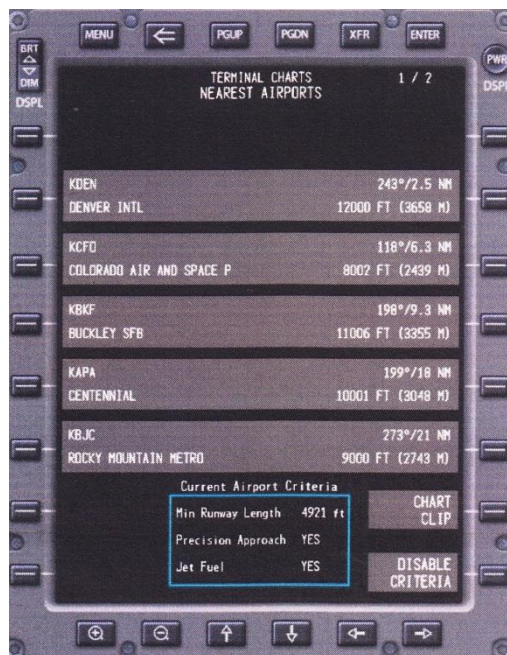 MENU PGUP PGDN XFR ENTER
BRT
DIM
DSPL
PWR
DSPL
TERMINAL CHARTS 1 / 2
NEAREST AIRPORTS
KDEN 243°/2.5 NM
DENVER INTL 12000 FT (3658 M)
KCFO 118°/6.3 NM
COLORADO AIR AND SPACE P 8002 FT (2439 M)
KBKF 198°/9.3 NM
BUCKLEY SFB 11006 FT (3355 M)
KAPA 199°/18 NM
CENTENNIAL 10001 FT (3048 M)
KBJC 273°/21 NM
ROCKY MOUNTAIN METRO 9000 FT (2743 M)
Current Airport Criteria
Min Runway Length 4921 ft
Precision Approach YES
Jet Fuel YES
CHART
CLIP
DISABLE
CRITERIA